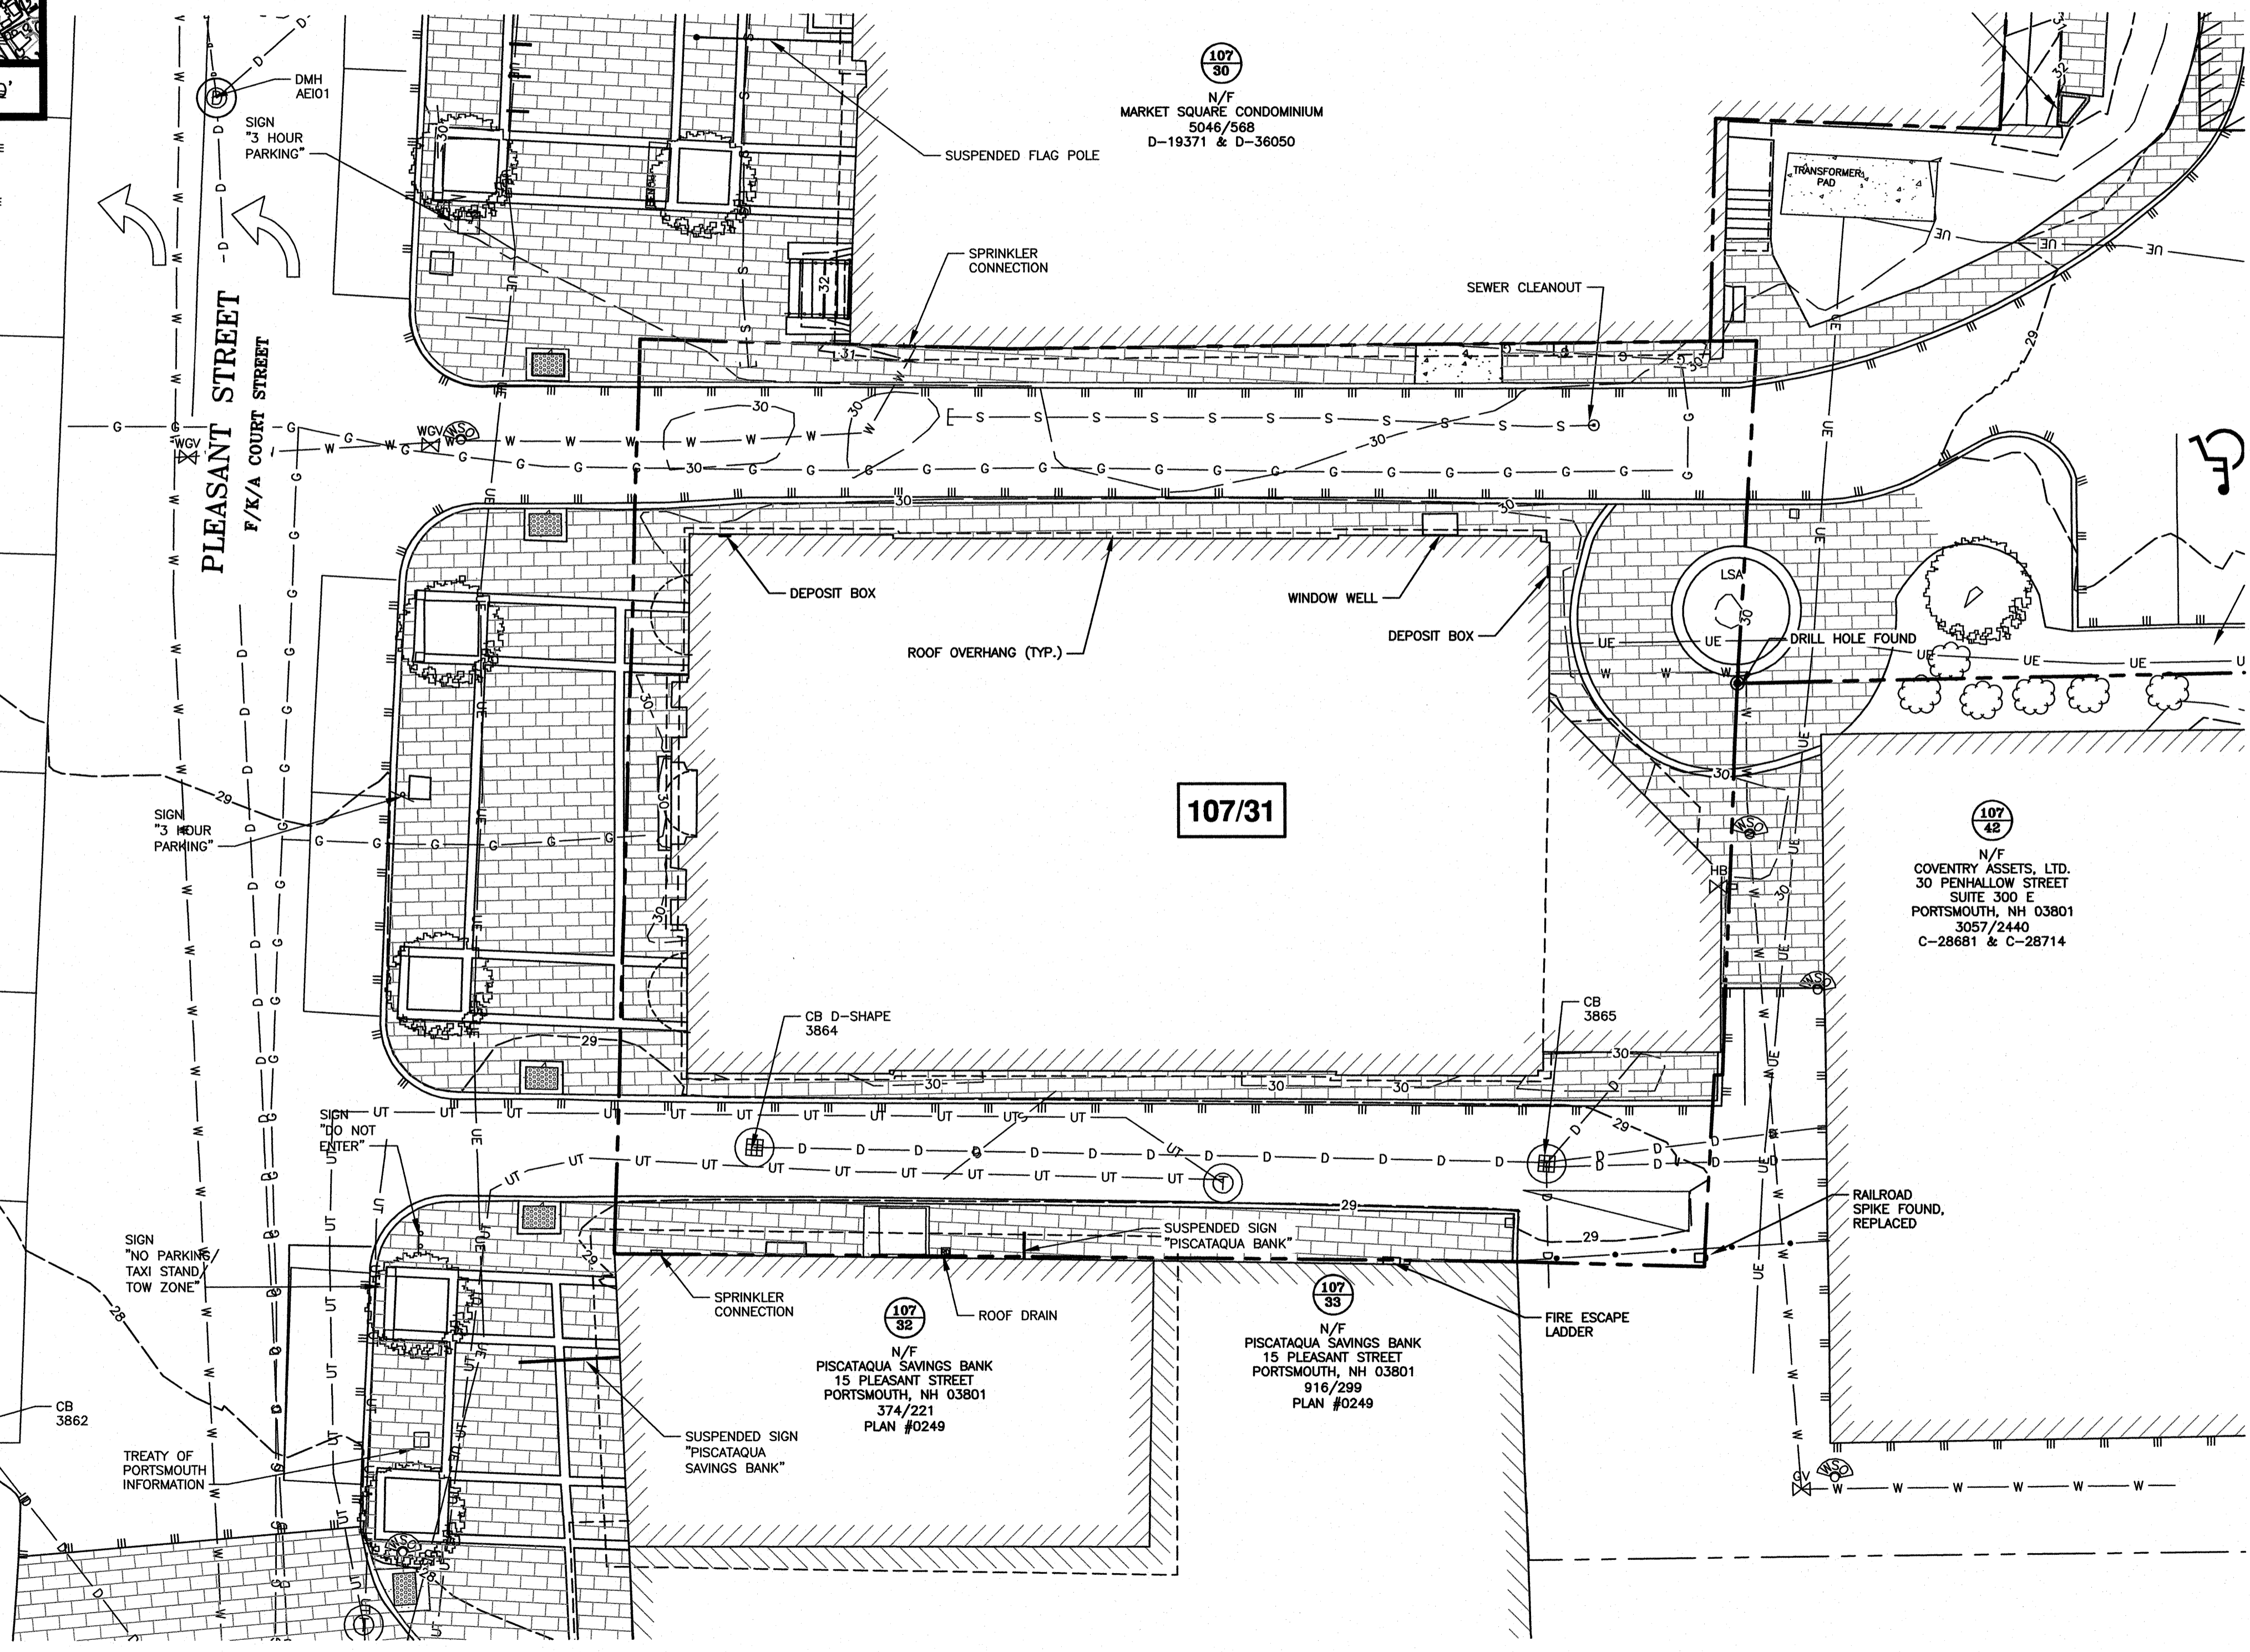 DMH
AEI01
SIGN
"3 HOUR
PARKING"
107
30
N/F
MARKET SQUARE CONDOMINIUM
5046/568
D-19371 & D-36050
SUSPENDED FLAG POLE
TRANSFORMER
PAD
SPRINKLER
CONNECTION
SEWER CLEANOUT
PLEASANT STREET
F/K/A COURT STREET
WGV
WGV
WSO
DEPOSIT BOX
ROOF OVERHANG (TYP.)
WINDOW WELL
DEPOSIT BOX
LSA
DRILL HOLE FOUND
107/31
SIGN
"3 HOUR
PARKING"
WSO
HB
107
42
N/F
COVENTRY ASSETS, LTD.
30 PENHALLOW STREET
SUITE 300 E
PORTSMOUTH, NH 03801
3057/2440
C-28681 & C-28714
WSO
CB D-SHAPE
3864
CB
3865
SIGN
"DO NOT
ENTER"
SIGN
"NO PARKING/
TAXI STAND/
TOW ZONE"
SUSPENDED SIGN
"PISCATAQUA BANK"
RAILROAD
SPIKE FOUND,
REPLACED
SPRINKLER
CONNECTION
ROOF DRAIN
FIRE ESCAPE
LADDER
107
32
N/F
PISCATAQUA SAVINGS BANK
15 PLEASANT STREET
PORTSMOUTH, NH 03801
374/221
PLAN #0249
107
33
N/F
PISCATAQUA SAVINGS BANK
15 PLEASANT STREET
PORTSMOUTH, NH 03801
916/299
PLAN #0249
CB
3862
SUSPENDED SIGN
"PISCATAQUA
SAVINGS BANK"
TREATY OF
PORTSMOUTH
INFORMATION
GV
WSO
WSO